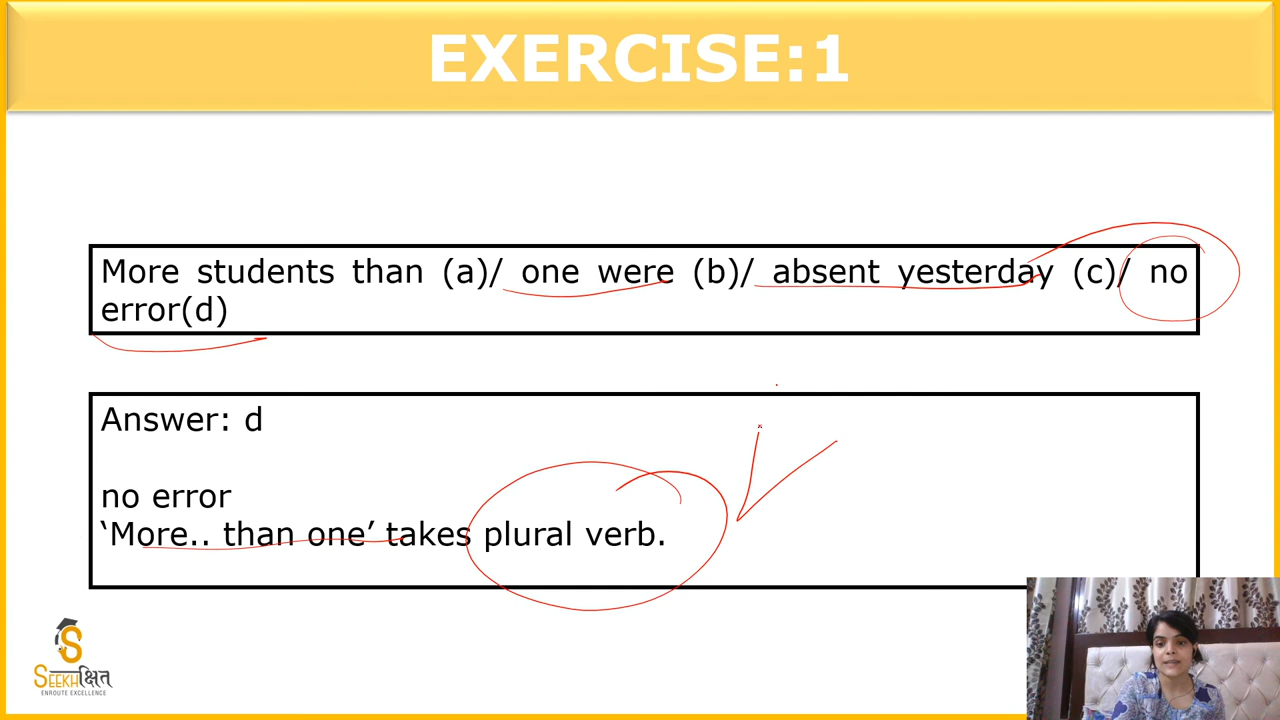 EXERCISE:1
More students than (a)/ one were (b)/ absent yesterday (c)/ no
error(d)
Answer: d
no error
‘More.. than one’ takes plural verb.
SEEKHक्षित
ENROUTE EXCELLENCE